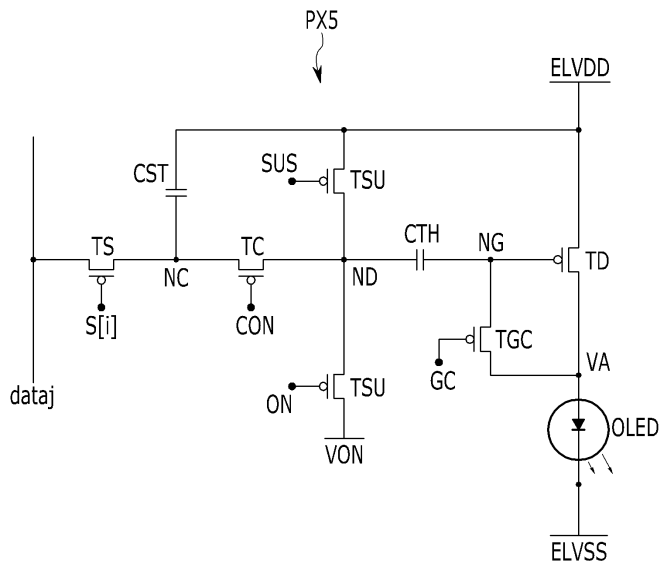 PX5
ELVDD
SUS
TSU
CST
TS
TC
CTH
NG
TD
NC
ND
S[i]
CON
TGC
VA
GC
dataj
ON
TSU
OLED
VON
ELVSS